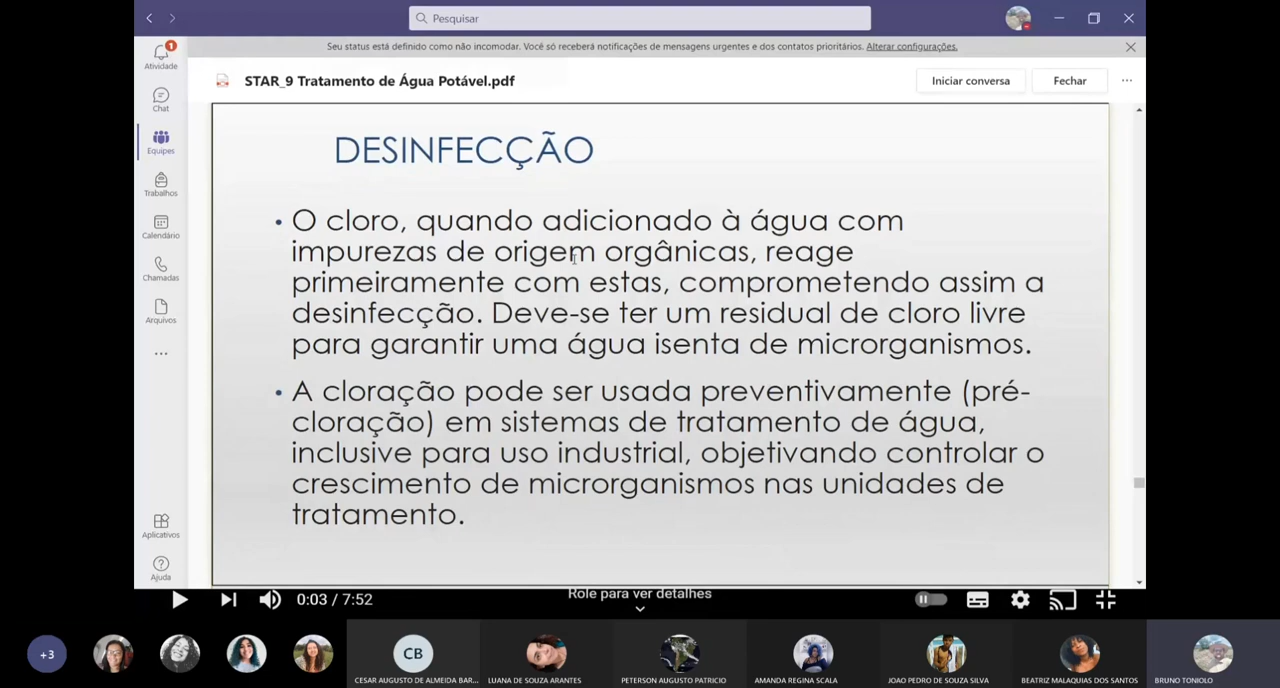 Pesquisar
Seu status está definido como não incomodar. Você só receberá notificações de mensagens urgentes e dos contatos prioritários. Alterar configurações.
1
Atividade
Chat
Equipes
Trabalhos
Calendário
Chamadas
Arquivos
Aplicativos
Ajuda
STAR_9 Tratamento de Água Potável.pdf
Iniciar conversa
Fechar
DESINFECÇÃO
• O cloro, quando adicionado à água com
impurezas de origem orgânicas, reage
primeiramente com estas, comprometendo assim a
desinfecção. Deve-se ter um residual de cloro livre
para garantir uma água isenta de microrganismos.
• A cloração pode ser usada preventivamente (pré-
cloração) em sistemas de tratamento de água,
inclusive para uso industrial, objetivando controlar o
crescimento de microrganismos nas unidades de
tratamento.
0:03 / 7:52
Role para ver detalhes
+3
CB
CESAR AUGUSTO DE ALMEIDA BAR...
LUANA DE SOUZA ARANTES
PETERSON AUGUSTO PATRICIO
AMANDA REGINA SCALA
JOAO PEDRO DE SOUZA SILVA
BEATRIZ MALAQUIAS DOS SANTOS
BRUNO TONIOLO